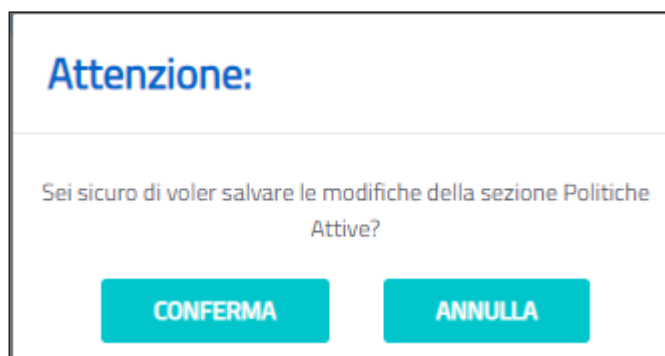 Attenzione:
Sei sicuro di voler salvare le modifiche della sezione Politiche
Attive?
CONFERMA ANNULLA